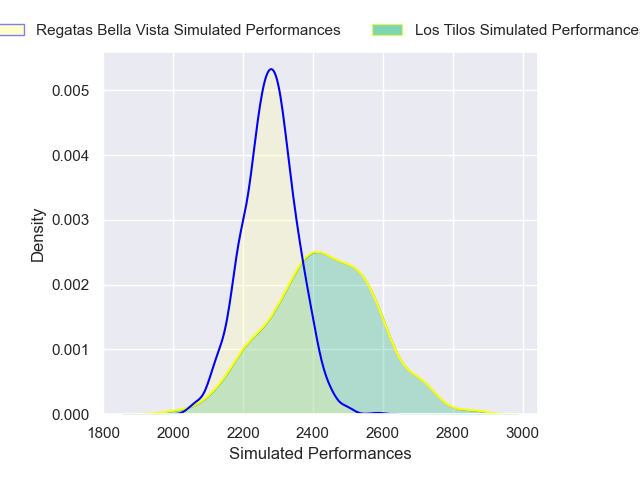 Regatas Bella Vista Simulated Performances
Los Tilos Simulated Performances
0.005
0.004
0.003
0.002
0.001
0.000
Density
1800 2000 2200 2400 2600 2800 3000
Simulated Performances